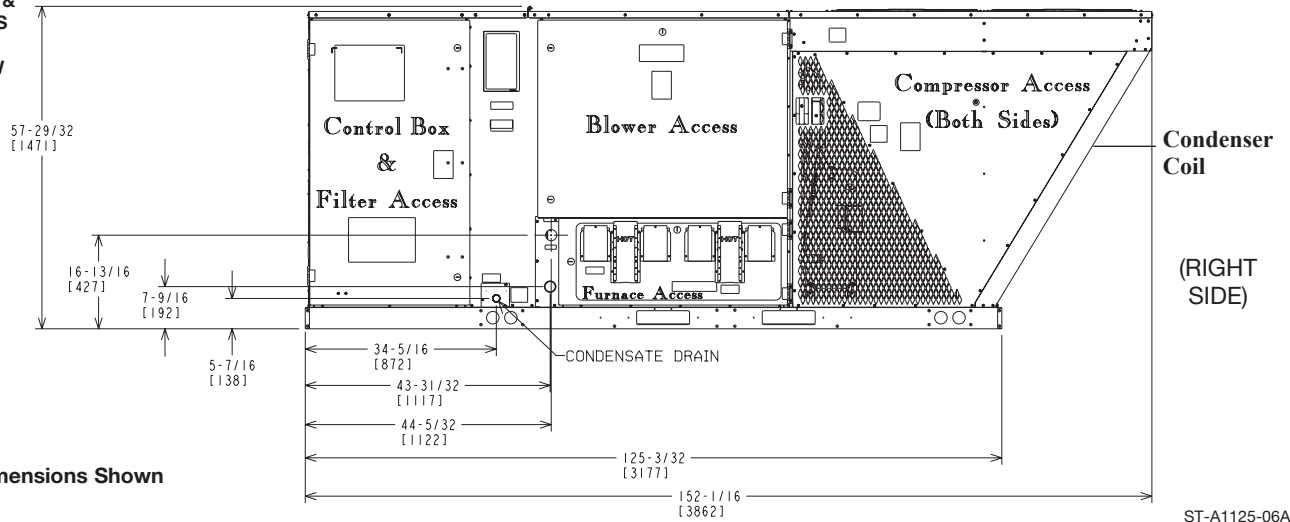 &
S
57-29/32
[1471]
Control Box
&
Filter Access
Blower Access
Compressor Access
(Both Sides)
Condenser
Coil
HOT
HOT
Furnace Access
(RIGHT
SIDE)
16-13/16
[427]
7-9/16
[192]
5-7/16
[138]
34-5/16
[872]
CONDENSATE DRAIN
43-31/32
[1117]
44-5/32
[1122]
125-3/32
[3177]
152-1/16
[3862]
mensions Shown
ST-A1125-06A